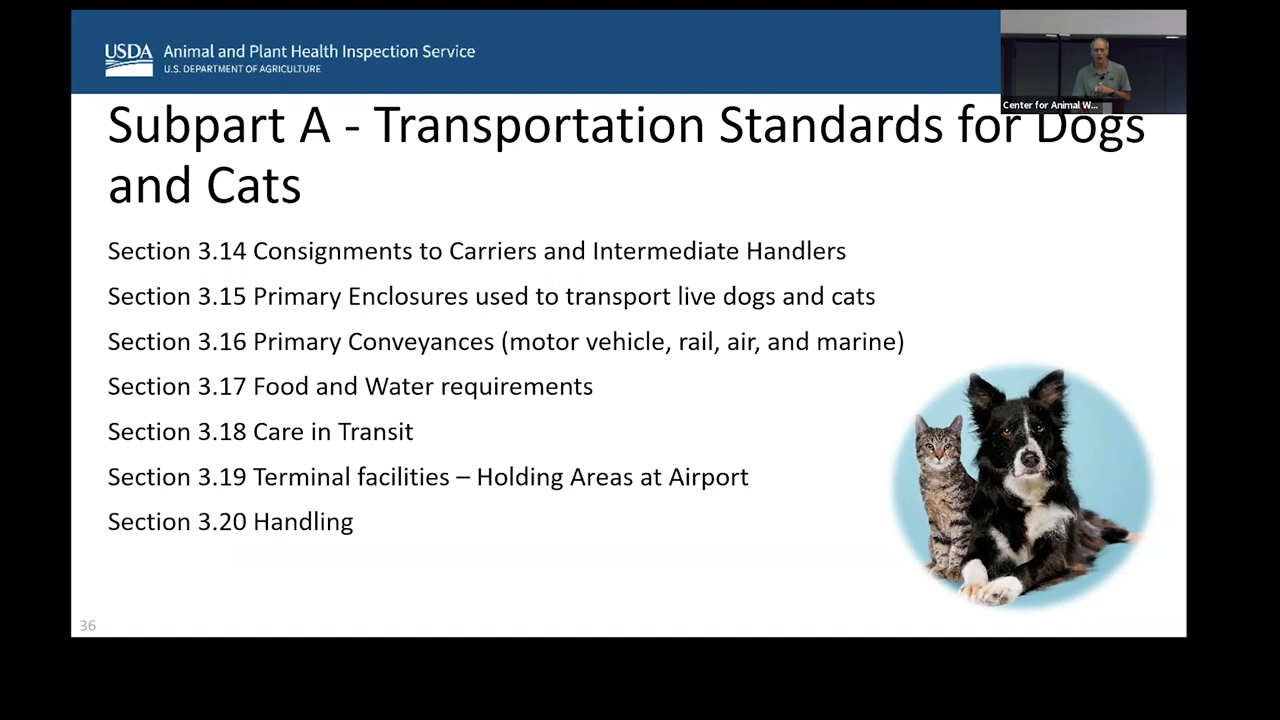 USDA Animal and Plant Health Inspection Service
U.S. DEPARTMENT OF AGRICULTURE
Center for Animal W...
Subpart A - Transportation Standards for Dogs
and Cats
Section 3.14 Consignments to Carriers and Intermediate Handlers
Section 3.15 Primary Enclosures used to transport live dogs and cats
Section 3.16 Primary Conveyances (motor vehicle, rail, air, and marine)
Section 3.17 Food and Water requirements
Section 3.18 Care in Transit
Section 3.19 Terminal facilities – Holding Areas at Airport
Section 3.20 Handling
36